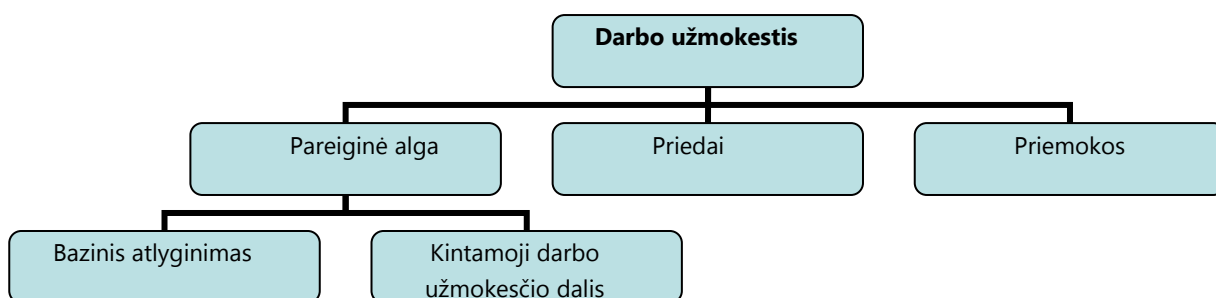 Darbo užmokestis
Pareiginė alga
Priedai
Priemokos
Bazinis atlyginimas
Kintamoji darbo
užmokesčio dalis